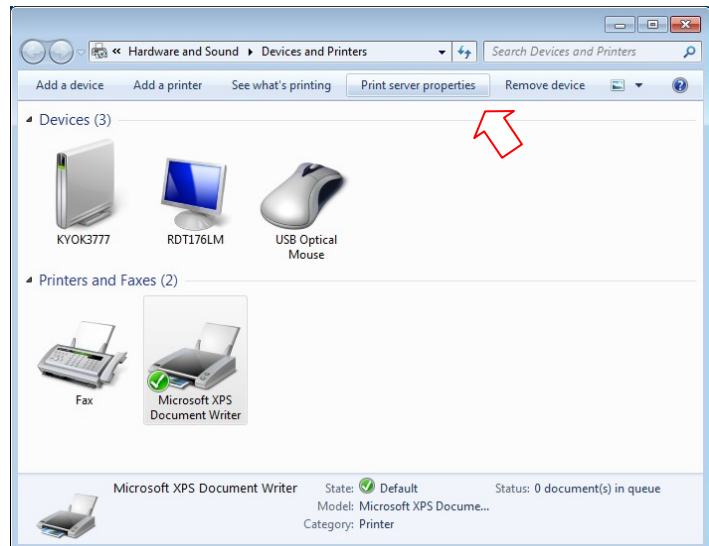 « Hardware and Sound ▸ Devices and Printers
Search Devices and Printers
Add a device Add a printer See what's printing Print server properties Remove device
Devices (3)
KYOK3777
RDT176LM
USB Optical
Mouse
Printers and Faxes (2)
Fax
Microsoft XPS
Document Writer
Microsoft XPS Document Writer State: Default Status: 0 document(s) in queue
Model: Microsoft XPS Docume...
Category: Printer